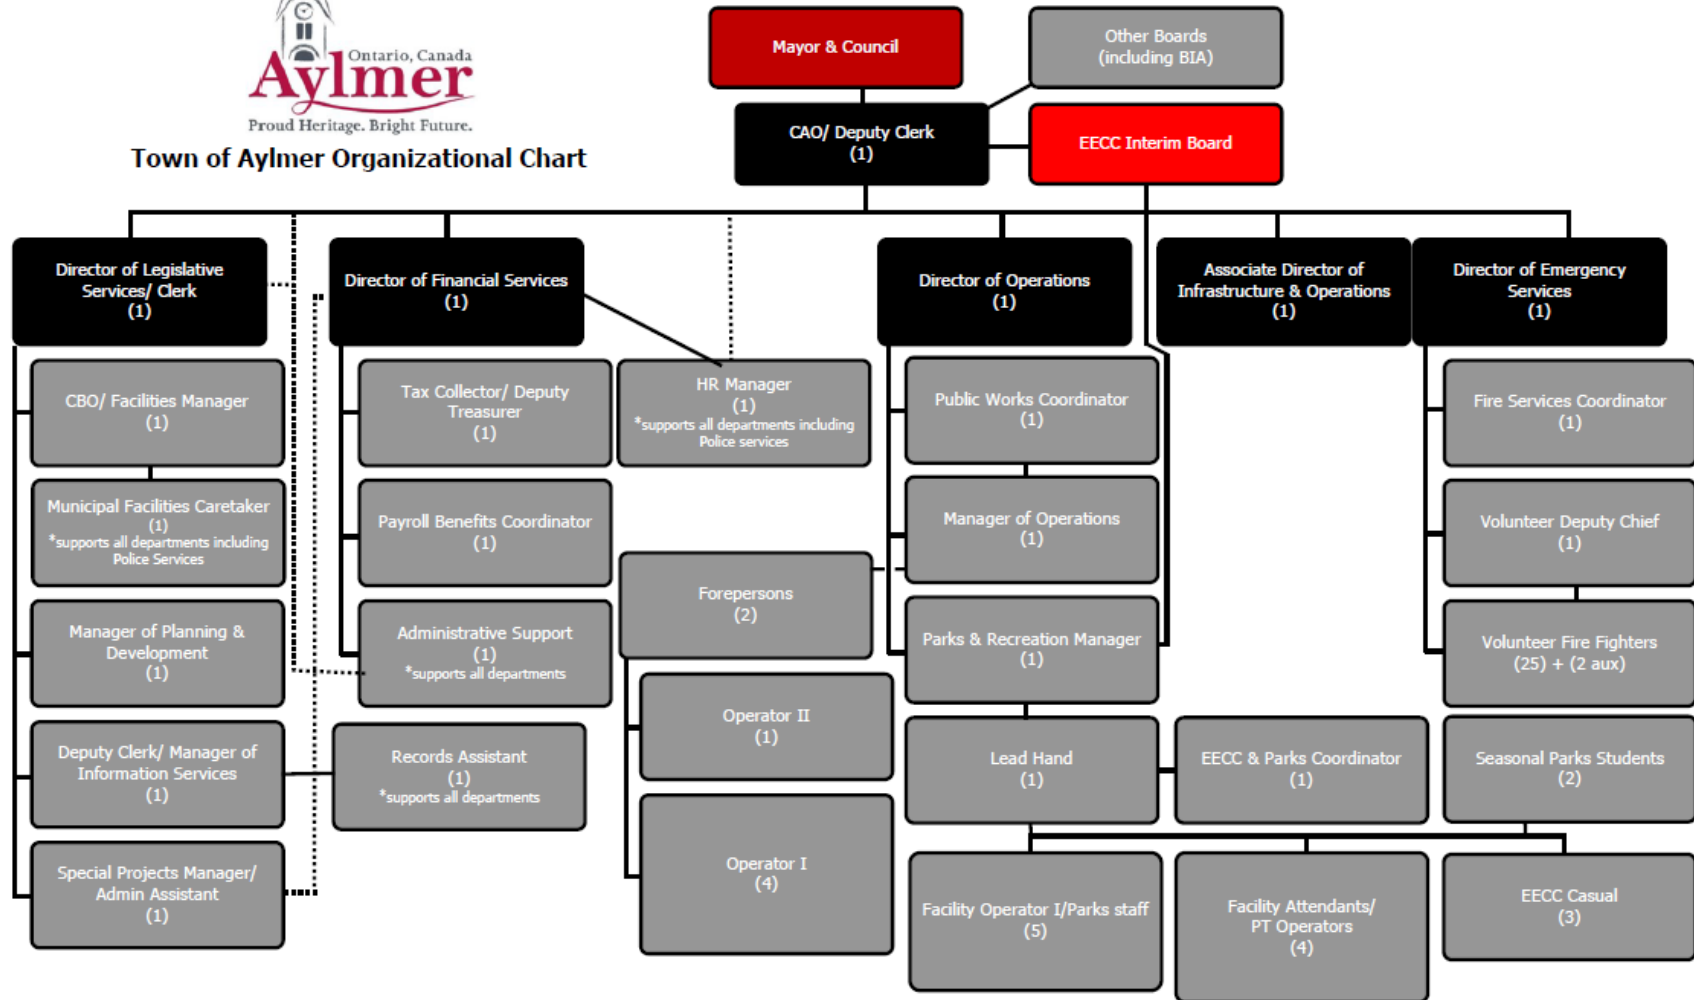 Ontario, Canada
Aylmer
Proud Heritage. Bright Future.
Town of Aylmer Organizational Chart
Mayor & Council
Other Boards
(including BIA)
CAO/ Deputy Clerk
(1)
EECC Interim Board
Director of Legislative
Services/ Clerk
(1)
Director of Financial Services
(1)
Director of Operations
(1)
Associate Director of
Infrastructure & Operations
(1)
Director of Emergency
Services
(1)
CBO/ Facilities Manager
(1)
Municipal Facilities Caretaker
(1)
*supports all departments including
Police Services
Manager of Planning &
Development
(1)
Deputy Clerk/ Manager of
Information Services
(1)
Special Projects Manager/
Admin Assistant
(1)
Tax Collector/ Deputy
Treasurer
(1)
Payroll Benefits Coordinator
(1)
Administrative Support
(1)
*supports all departments
Records Assistant
(1)
*supports all departments
HR Manager
(1)
*supports all departments including
Police services
Forepersons
(2)
Operator II
(1)
Operator I
(4)
Public Works Coordinator
(1)
Manager of Operations
(1)
Parks & Recreation Manager
(1)
Lead Hand
(1)
EECC & Parks Coordinator
(1)
Fire Services Coordinator
(1)
Volunteer Deputy Chief
(1)
Volunteer Fire Fighters
(25) + (2 aux)
Seasonal Parks Students
(2)
Facility Operator I/Parks staff
(5)
Facility Attendants/
PT Operators
(4)
EECC Casual
(3)